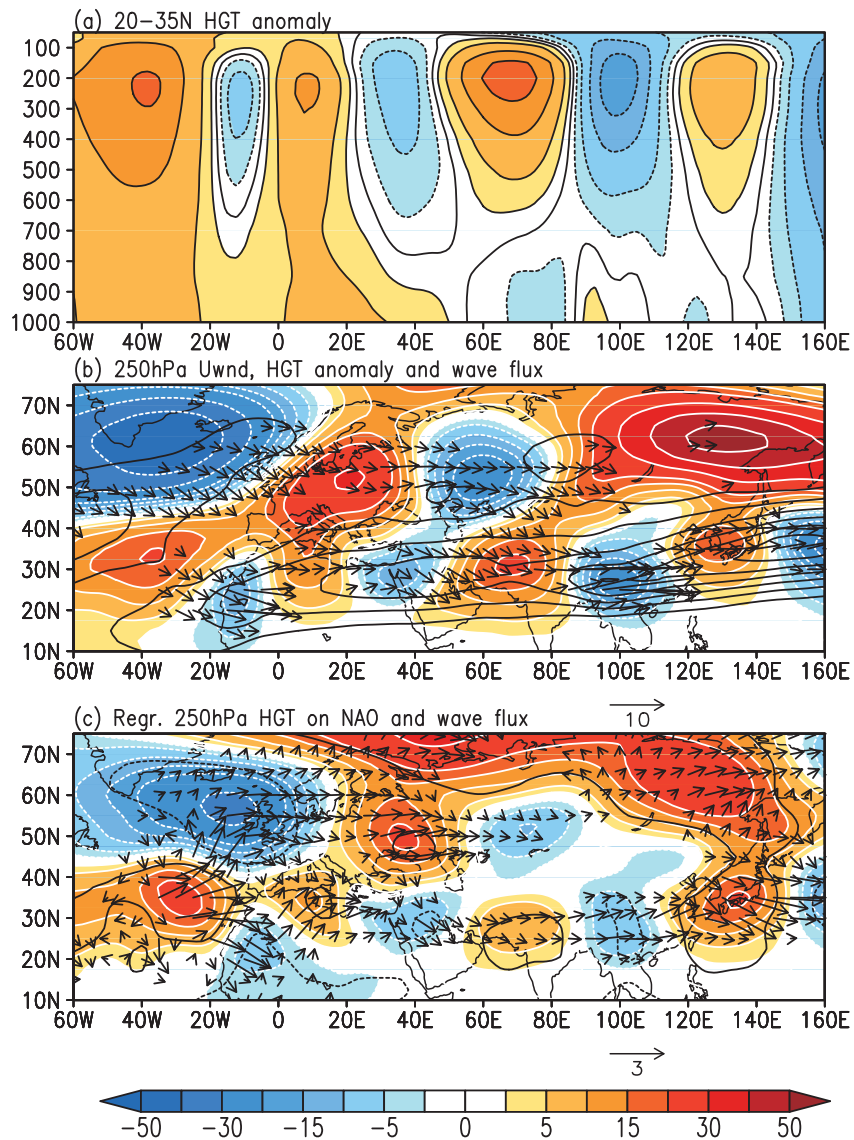 (a) 20-35N HGT anomaly
100
200
300
400
500
600
700
800
900
1000
60W 40W 20W 0 20E 40E 60E 80E 100E 120E 140E 160E
(b) 250hPa Uwnd, HGT anomaly and wave flux
70N
60N
50N
40N
30N
20N
10N
60W 40W 20W 0 20E 40E 60E 80E 100E 120E 140E 160E
10
(c) Regr. 250hPa HGT on NAO and wave flux
70N
60N
50N
40N
30N
20N
10N
60W 40W 20W 0 20E 40E 60E 80E 100E 120E 140E 160E
3
-50 -30 -15 -5 0 5 15 30 50